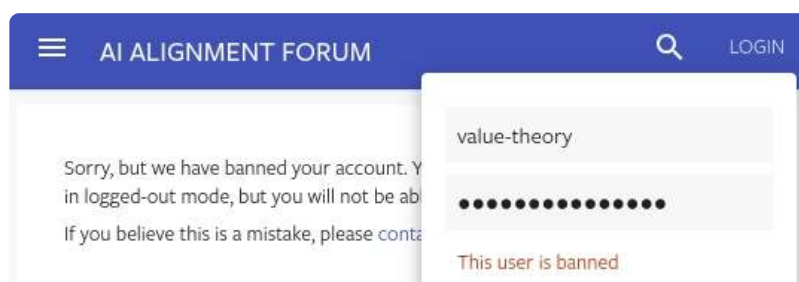 AI ALIGNMENT FORUM
LOGIN
Sorry, but we have banned your account. Y
in logged-out mode, but you will not be ab
If you believe this is a mistake, please conta
value-theory
•••••••••••••••
This user is banned